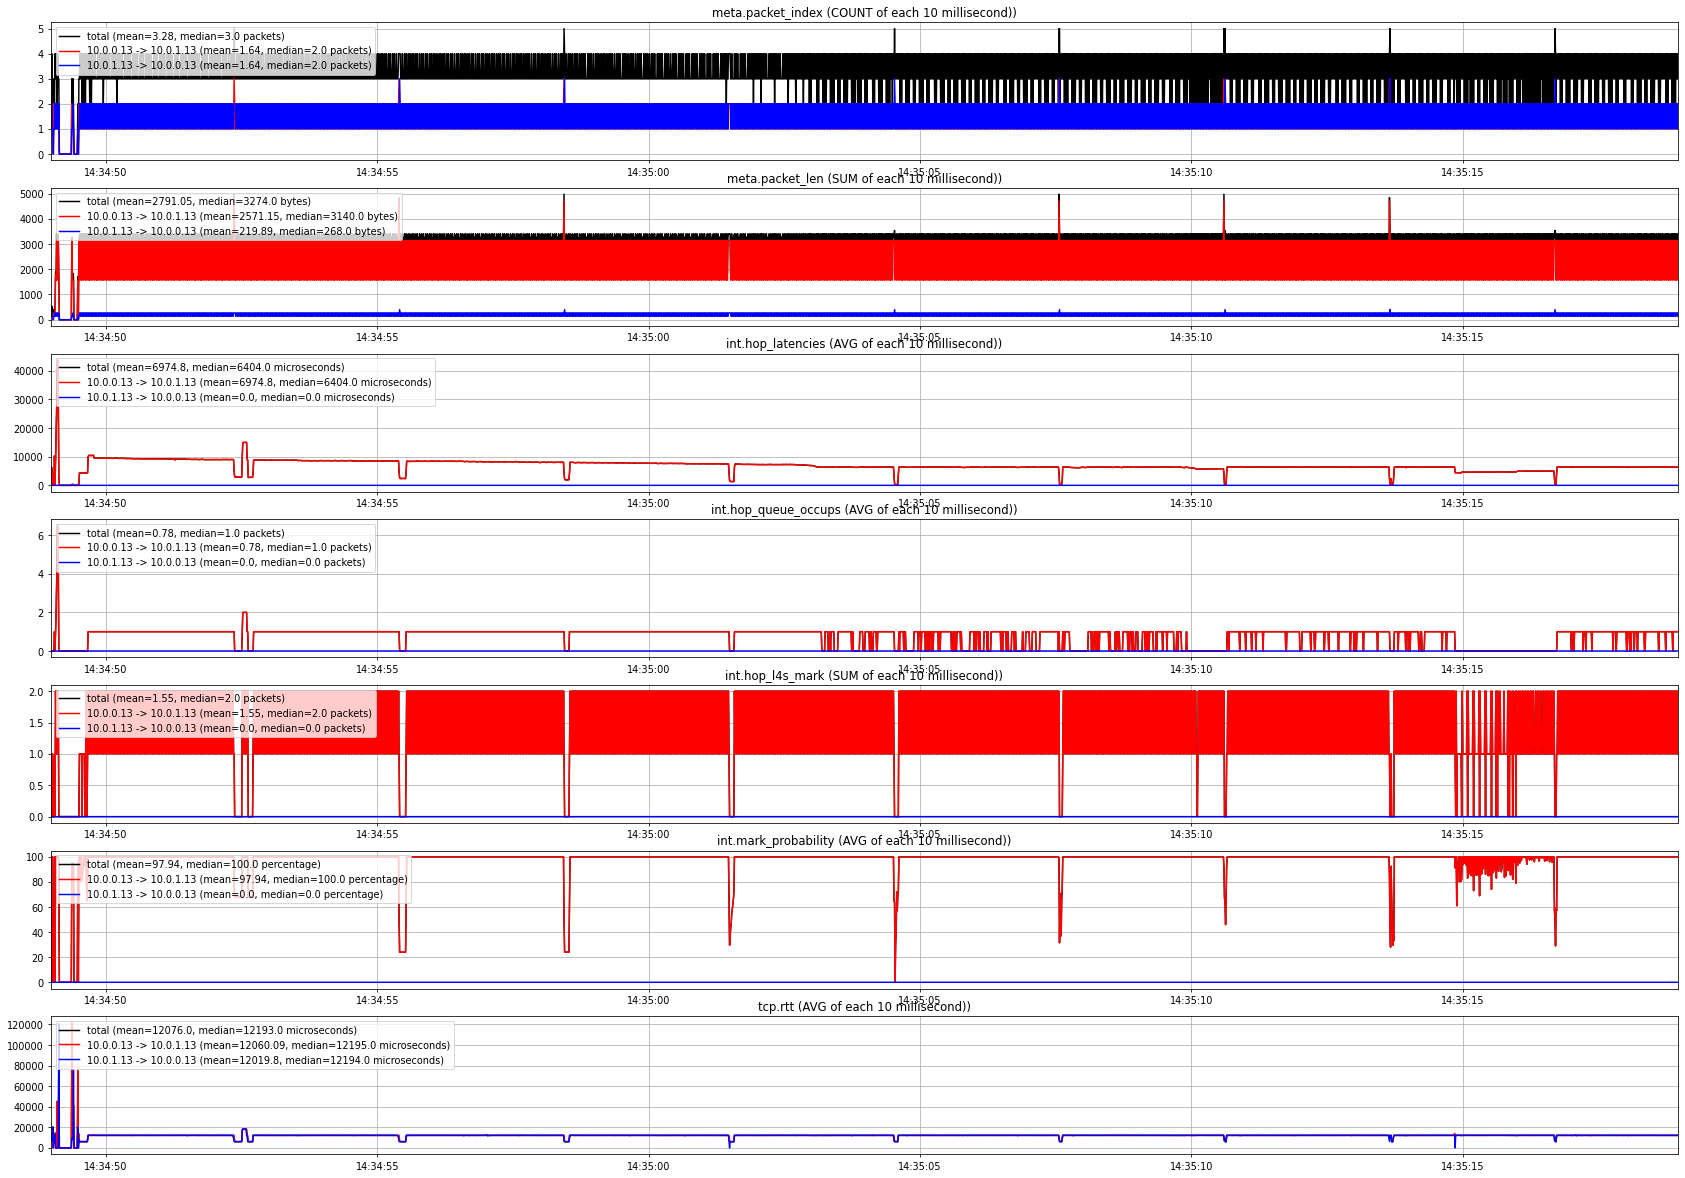 meta.packet_index (COUNT of each 10 millisecond))
total (mean=3.28, median=3.0 packets)
10.0.0.13 -> 10.0.1.13 (mean=1.64, median=2.0 packets)
10.0.1.13 -> 10.0.0.13 (mean=1.64, median=2.0 packets)
5
4
3
2
1
0
14:34:50 14:34:55 14:35:00 14:35:05 14:35:10 14:35:15
meta.packet_len (SUM of each 10 millisecond))
total (mean=2791.05, median=3274.0 bytes)
10.0.0.13 -> 10.0.1.13 (mean=2571.15, median=3140.0 bytes)
10.0.1.13 -> 10.0.0.13 (mean=219.89, median=268.0 bytes)
5000
4000
3000
2000
1000
0
14:34:50 14:34:55 14:35:00 14:35:05 14:35:10 14:35:15
int.hop_latencies (AVG of each 10 millisecond))
total (mean=6974.8, median=6404.0 microseconds)
10.0.0.13 -> 10.0.1.13 (mean=6974.8, median=6404.0 microseconds)
10.0.1.13 -> 10.0.0.13 (mean=0.0, median=0.0 microseconds)
40000
30000
20000
10000
0
14:34:50 14:34:55 14:35:00 14:35:05 14:35:10 14:35:15
int.hop_queue_occups (AVG of each 10 millisecond))
total (mean=0.78, median=1.0 packets)
10.0.0.13 -> 10.0.1.13 (mean=0.78, median=1.0 packets)
10.0.1.13 -> 10.0.0.13 (mean=0.0, median=0.0 packets)
6
4
2
0
14:34:50 14:34:55 14:35:00 14:35:05 14:35:10 14:35:15
int.hop_l4s_mark (SUM of each 10 millisecond))
total (mean=1.55, median=2.0 packets)
10.0.0.13 -> 10.0.1.13 (mean=1.55, median=2.0 packets)
10.0.1.13 -> 10.0.0.13 (mean=0.0, median=0.0 packets)
2.0
1.5
1.0
0.5
0.0
14:34:50 14:34:55 14:35:00 14:35:05 14:35:10 14:35:15
int.mark_probability (AVG of each 10 millisecond))
total (mean=97.94, median=100.0 percentage)
10.0.0.13 -> 10.0.1.13 (mean=97.94, median=100.0 percentage)
10.0.1.13 -> 10.0.0.13 (mean=0.0, median=0.0 percentage)
100
80
60
40
20
0
14:34:50 14:34:55 14:35:00 14:35:05 14:35:10 14:35:15
tcp.rtt (AVG of each 10 millisecond))
total (mean=12076.0, median=12193.0 microseconds)
10.0.0.13 -> 10.0.1.13 (mean=12060.09, median=12195.0 microseconds)
10.0.1.13 -> 10.0.0.13 (mean=12019.8, median=12194.0 microseconds)
120000
100000
80000
60000
40000
20000
0
14:34:50 14:34:55 14:35:00 14:35:05 14:35:10 14:35:15